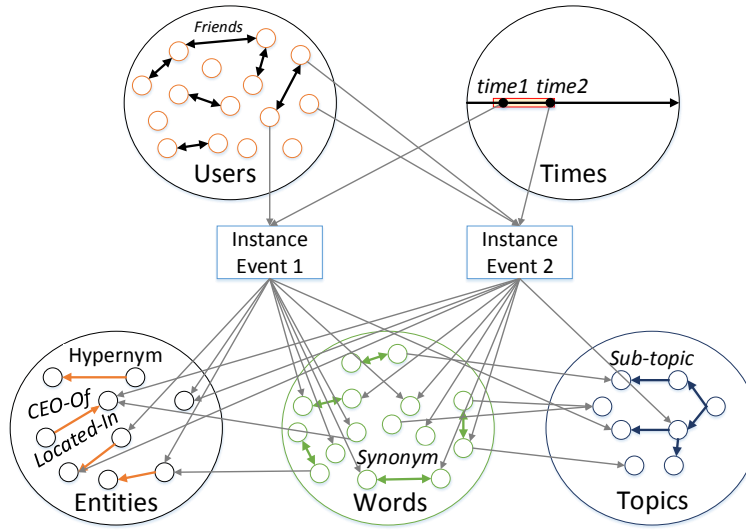 Friends
time1 time2
Users
Times
Instance
Event 1
Instance
Event 2
Hypernym
CEO-Of
Located-In
Entities
Synonym
Words
Sub-topic
Topics